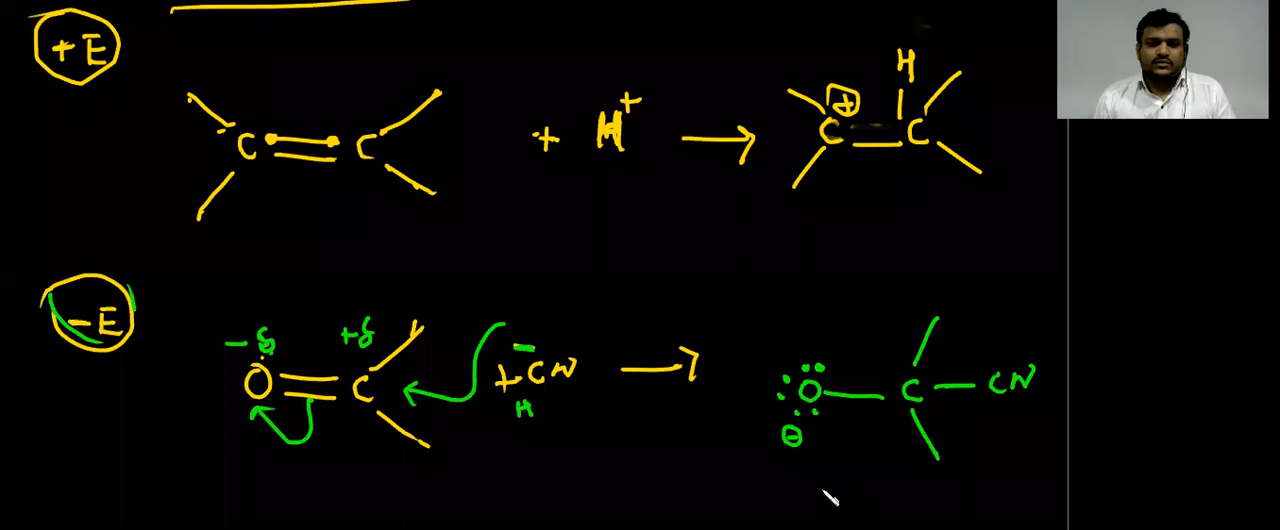 +E
C = C + H+ → + C – C H
-E
-δ +δ
O = C + -CN → :O – C – CN
H ⊖